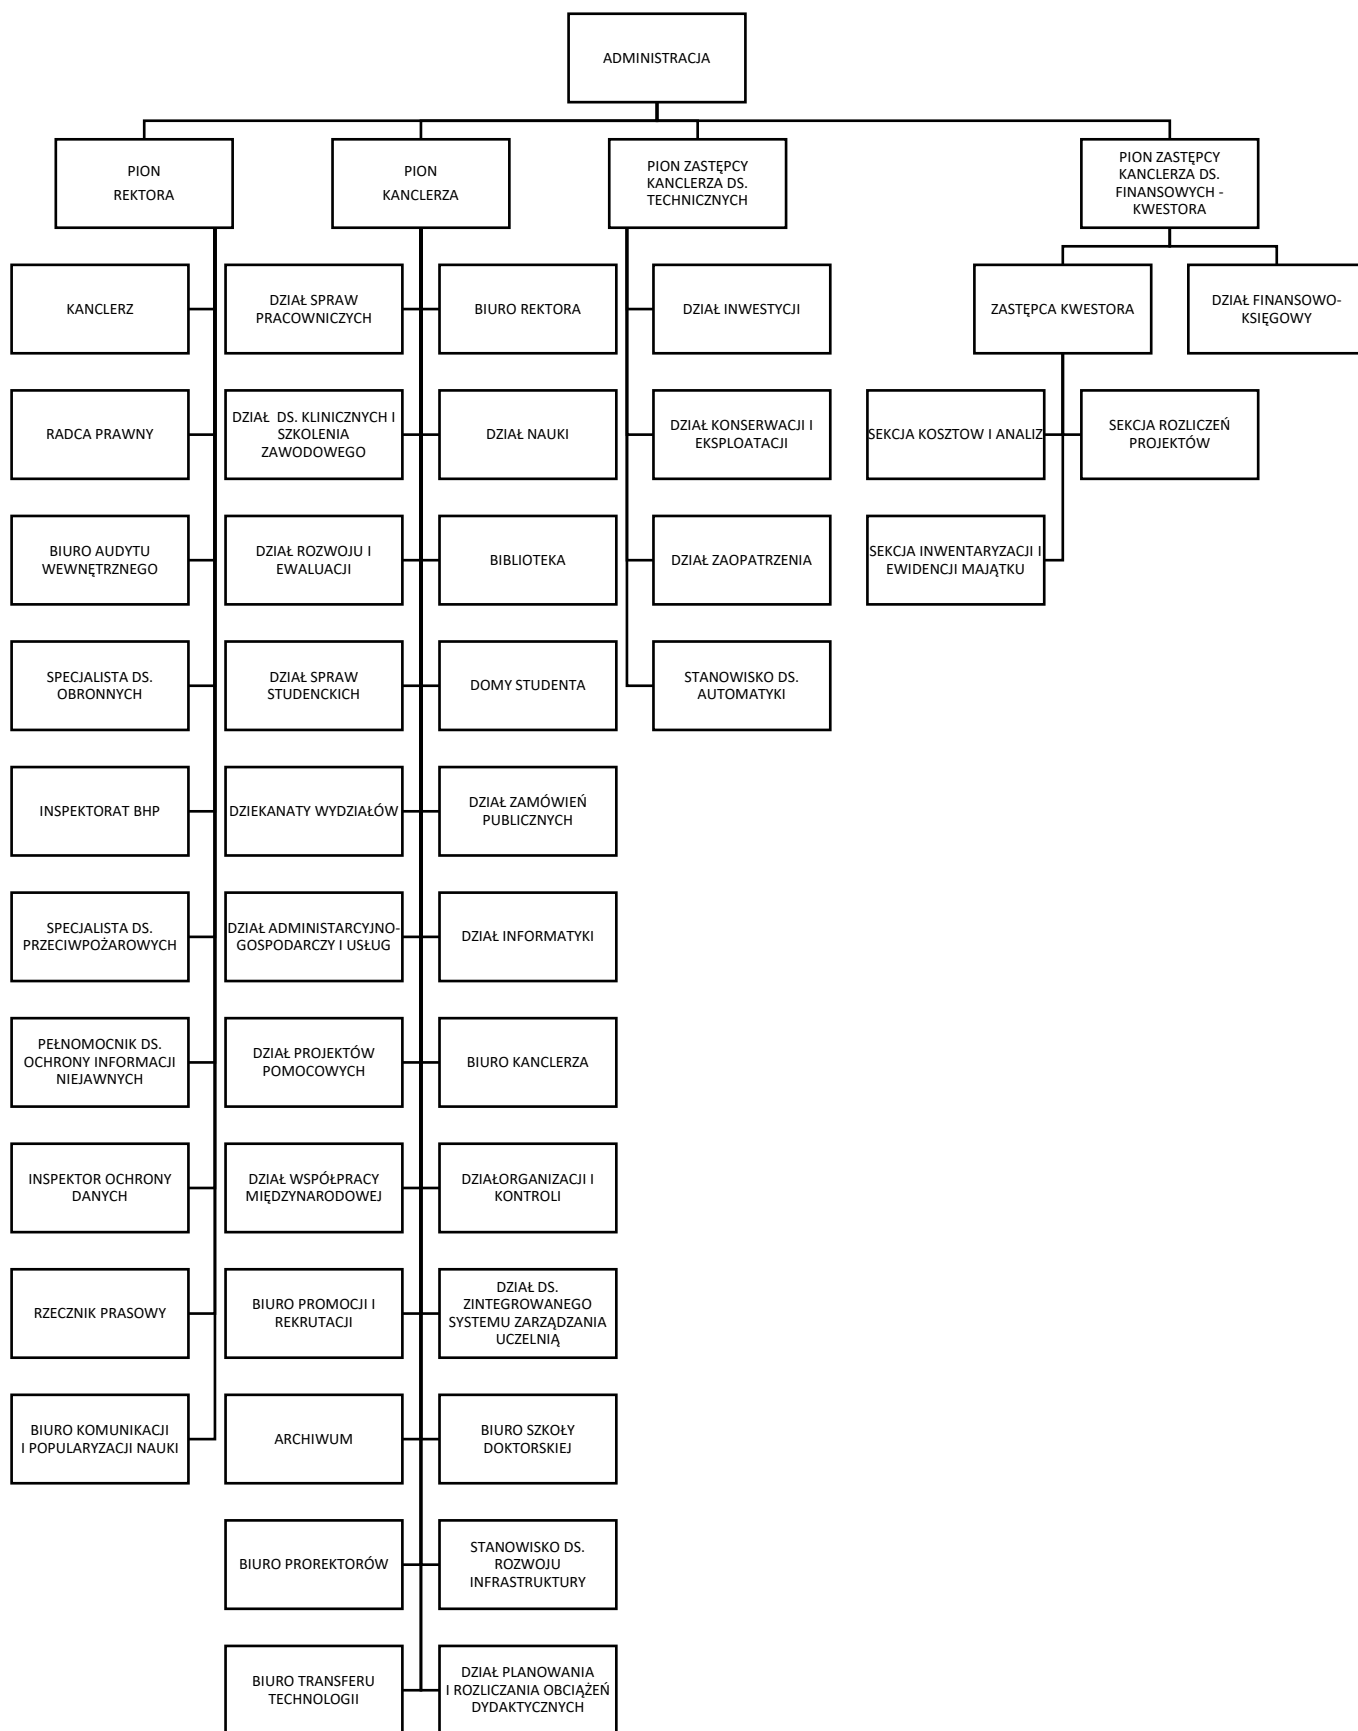 ADMINISTRACJA
PION
REKTORA
PION
KANCLERZA
PION ZASTĘPCY
KANCLERZA DS.
TECHNICZNYCH
PION ZASTĘPCY
KANCLERZA DS.
FINANSOWYCH -
KWESTORA
KANCLERZ
DZIAŁ SPRAW
PRACOWNICZYCH
BIURO REKTORA
DZIAŁ INWESTYCJI
ZASTĘPCA KWESTORA
DZIAŁ FINANSOWO-
KSIĘGOWY
RADCA PRAWNY
DZIAŁ  DS. KLINICZNYCH I
SZKOLENIA
ZAWODOWEGO
DZIAŁ NAUKI
DZIAŁ KONSERWACJI I
EKSPLOATACJI
SEKCJA KOSZTOW I ANALIZ
SEKCJA ROZLICZEŃ
PROJEKTÓW
BIURO AUDYTU
WEWNĘTRZNEGO
DZIAŁ ROZWOJU I
EWALUACJI
BIBLIOTEKA
DZIAŁ ZAOPATRZENIA
SEKCJA INWENTARYZACJI I
EWIDENCJI MAJĄTKU
SPECJALISTA DS.
OBRONNYCH
DZIAŁ SPRAW
STUDENCKICH
DOMY STUDENTA
STANOWISKO DS.
AUTOMATYKI
INSPEKTORAT BHP
DZIEKANATY WYDZIAŁÓW
DZIAŁ ZAMÓWIEŃ
PUBLICZNYCH
SPECJALISTA DS.
PRZECIWPOŻAROWYCH
DZIAŁ ADMINISTARCYJNO-
GOSPODARCZY I USŁUG
DZIAŁ INFORMATYKI
PEŁNOMOCNIK DS.
OCHRONY INFORMACJI
NIEJAWNYCH
DZIAŁ PROJEKTÓW
POMOCOWYCH
BIURO KANCLERZA
INSPEKTOR OCHRONY
DANYCH
DZIAŁ WSPÓŁPRACY
MIĘDZYNARODOWEJ
DZIAŁORGANIZACJI I
KONTROLI
RZECZNIK PRASOWY
BIURO PROMOCJI I
REKRUTACJI
DZIAŁ DS.
ZINTEGROWANEGO
SYSTEMU ZARZĄDZANIA
UCZELNIĄ
BIURO KOMUNIKACJI
I POPULARYZACJI NAUKI
ARCHIWUM
BIURO SZKOŁY
DOKTORSKIEJ
BIURO PROREKTORÓW
STANOWISKO DS.
ROZWOJU
INFRASTRUKTURY
BIURO TRANSFERU
TECHNOLOGII
DZIAŁ PLANOWANIA
I ROZLICZANIA OBCIĄŻEŃ
DYDAKTYCZNYCH